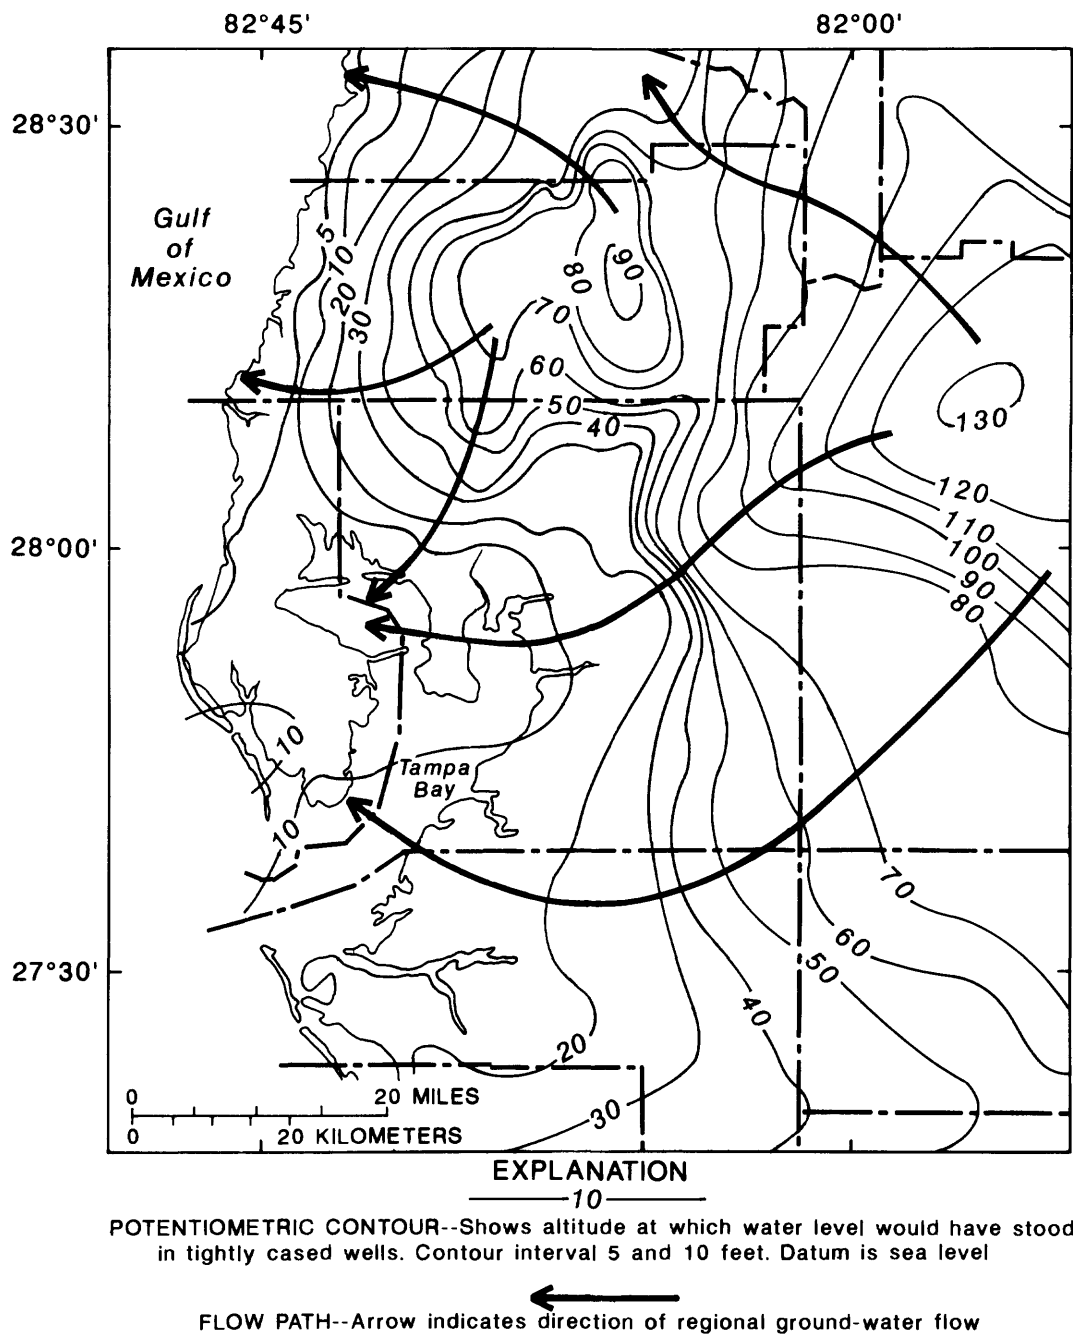 82°45'
82°00'
28°30'
Gulf
of
Mexico
5
10
20
30
80
90
70
60
50
40
130
120
110
100
90
80
28°00'
10
Tampa
Bay
10
70
60
50
27°30'
40
20
30
0 20 MILES
0 20 KILOMETERS
EXPLANATION
10
POTENTIOMETRIC CONTOUR--Shows altitude at which water level would have stood
in tightly cased wells. Contour interval 5 and 10 feet. Datum is sea level
FLOW PATH--Arrow indicates direction of regional ground-water flow